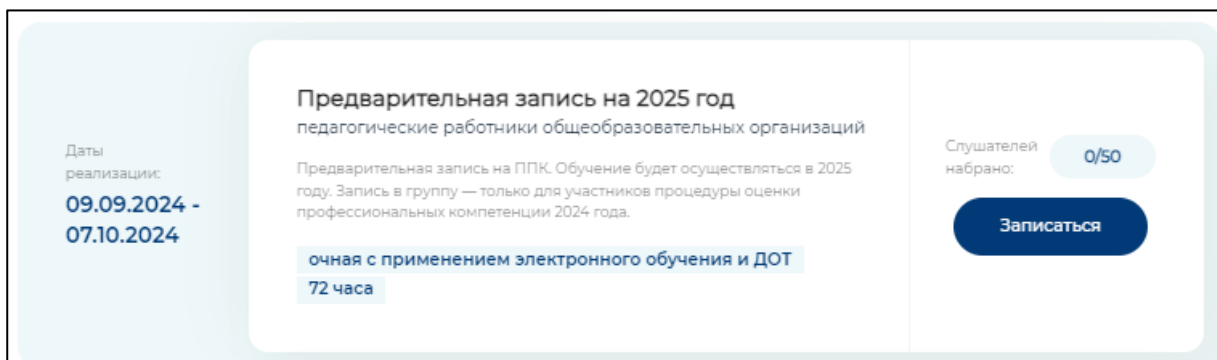 Даты
реализации:
09.09.2024 -
07.10.2024
Предварительная запись на 2025 год
педагогические работники общеобразовательных организаций
Предварительная запись на ППК. Обучение будет осуществляться в 2025
году. Запись в группу — только для участников процедуры оценки
профессиональных компетенции 2024 года.
очная с применением электронного обучения и ДОТ
72 часа
Слушателей
набрано:
0/50
Записаться